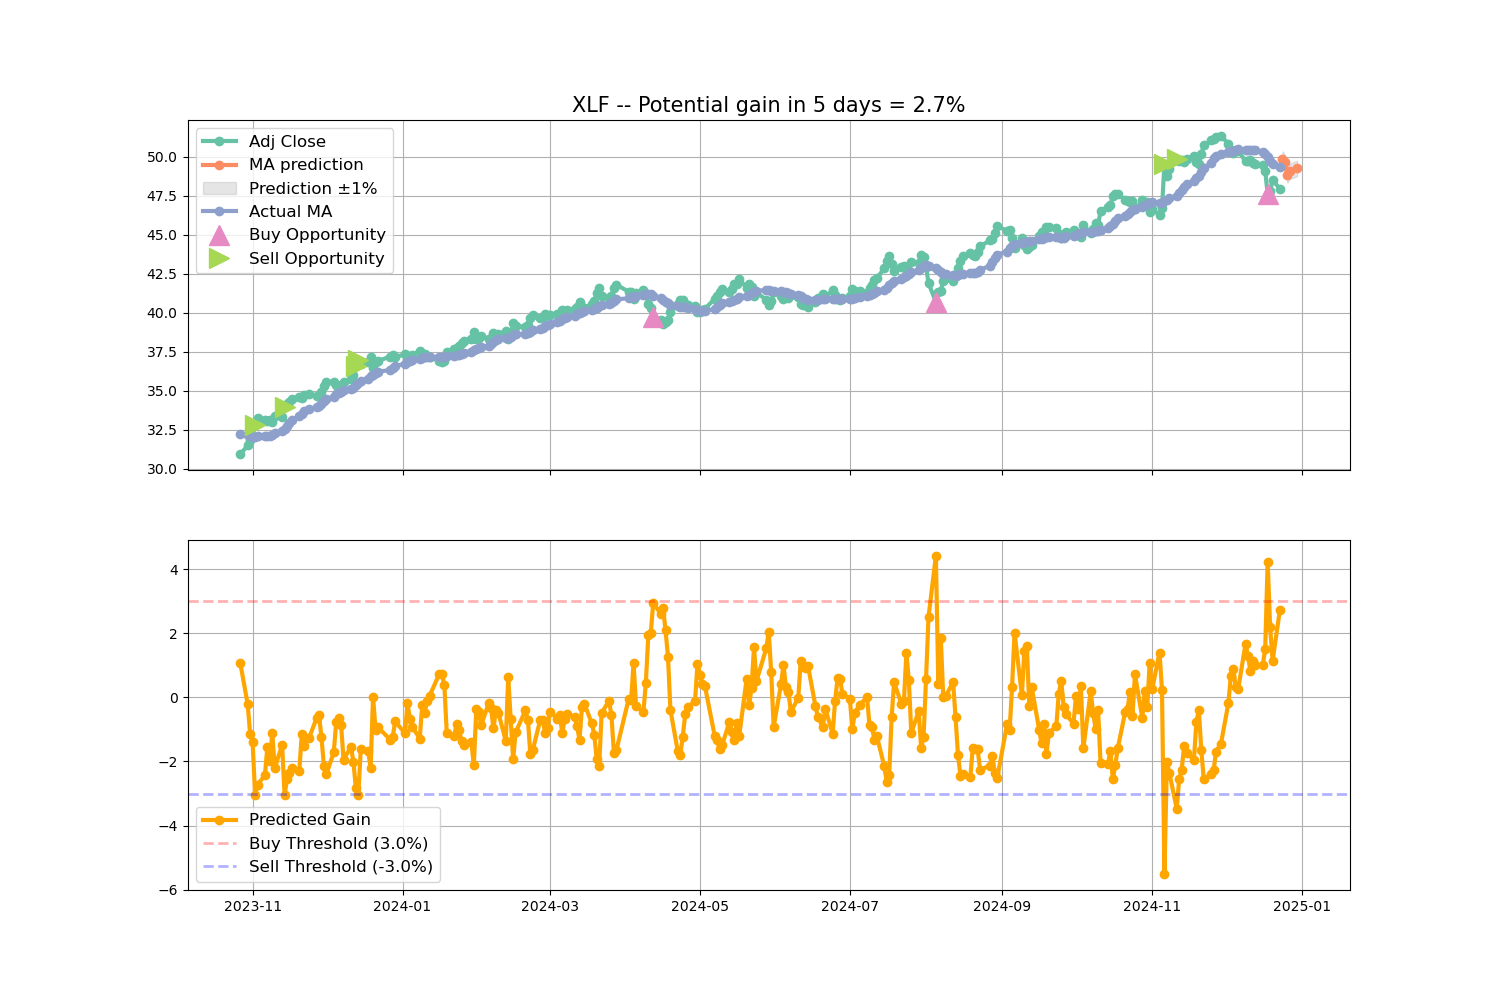 XLF -- Potential gain in 5 days = 2.7%
50.0
47.5
45.0
42.5
40.0
37.5
35.0
32.5
30.0
Adj Close
MA prediction
Prediction ±1%
Actual MA
Buy Opportunity
Sell Opportunity
4
2
0
−2
−4
−6
Predicted Gain
Buy Threshold (3.0%)
Sell Threshold (-3.0%)
2023-11
2024-01
2024-03
2024-05
2024-07
2024-09
2024-11
2025-01